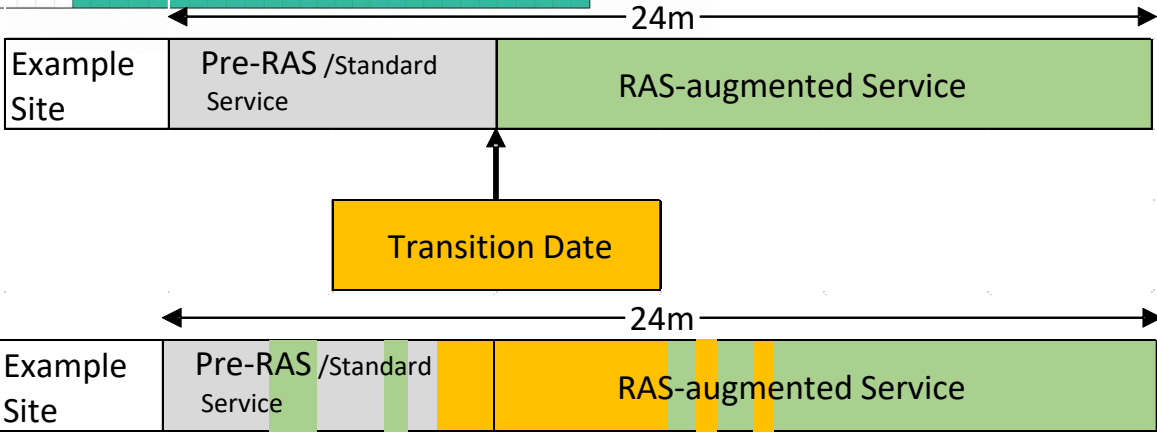 24m
Example
Site
Pre-RAS /Standard
Service
RAS-augmented Service
Transition Date
24m
Example
Site
Pre-RAS /Standard
Service
RAS-augmented Service